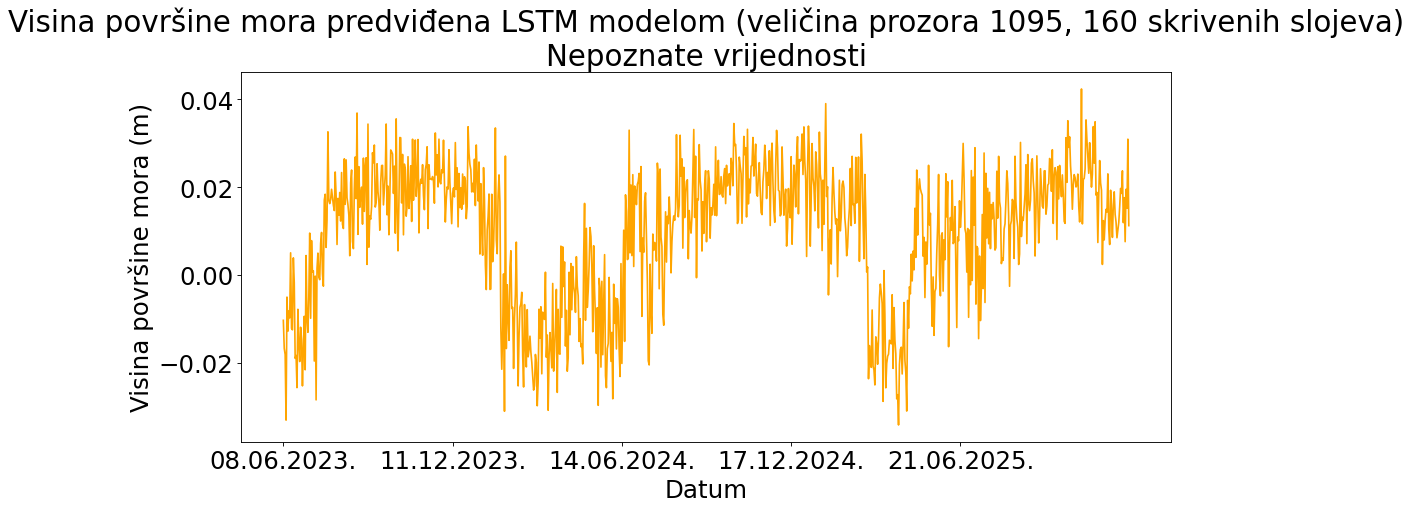 Visina površine mora predviđena LSTM modelom (veličina prozora 1095, 160 skrivenih slojeva)
Nepoznate vrijednosti
Visina površine mora (m)
0.04
0.02
0.00
−0.02
08.06.2023. 11.12.2023. 14.06.2024. 17.12.2024. 21.06.2025.
Datum